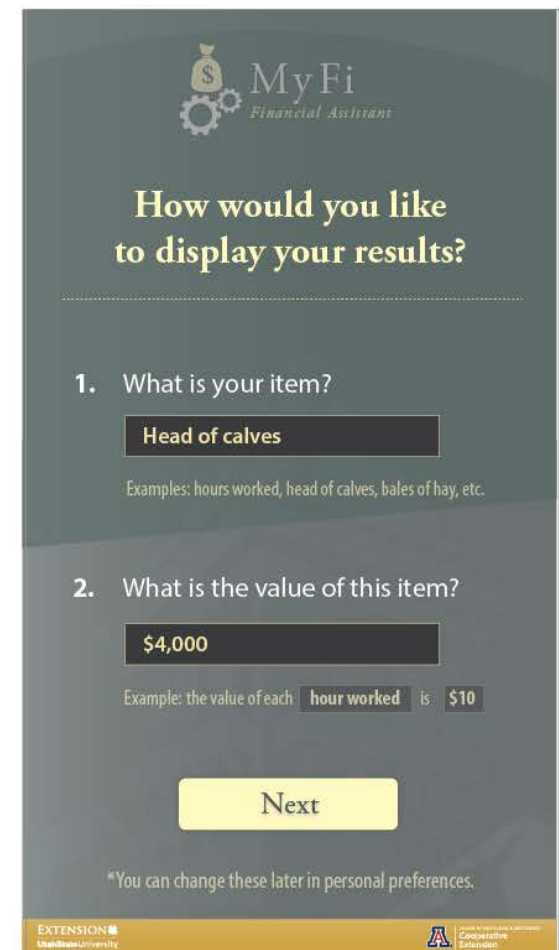 $
MyFi
Financial Assistant
How would you like
to display your results?
1. What is your item?
Head of calves
Examples: hours worked, head of calves, bales of hay, etc.
2. What is the value of this item?
$4,000
Example: the value of each hour worked is $10
Next
*You can change these later in personal preferences.
EXTENSION
UtahStateUniversity
A
Cooperative
Extension